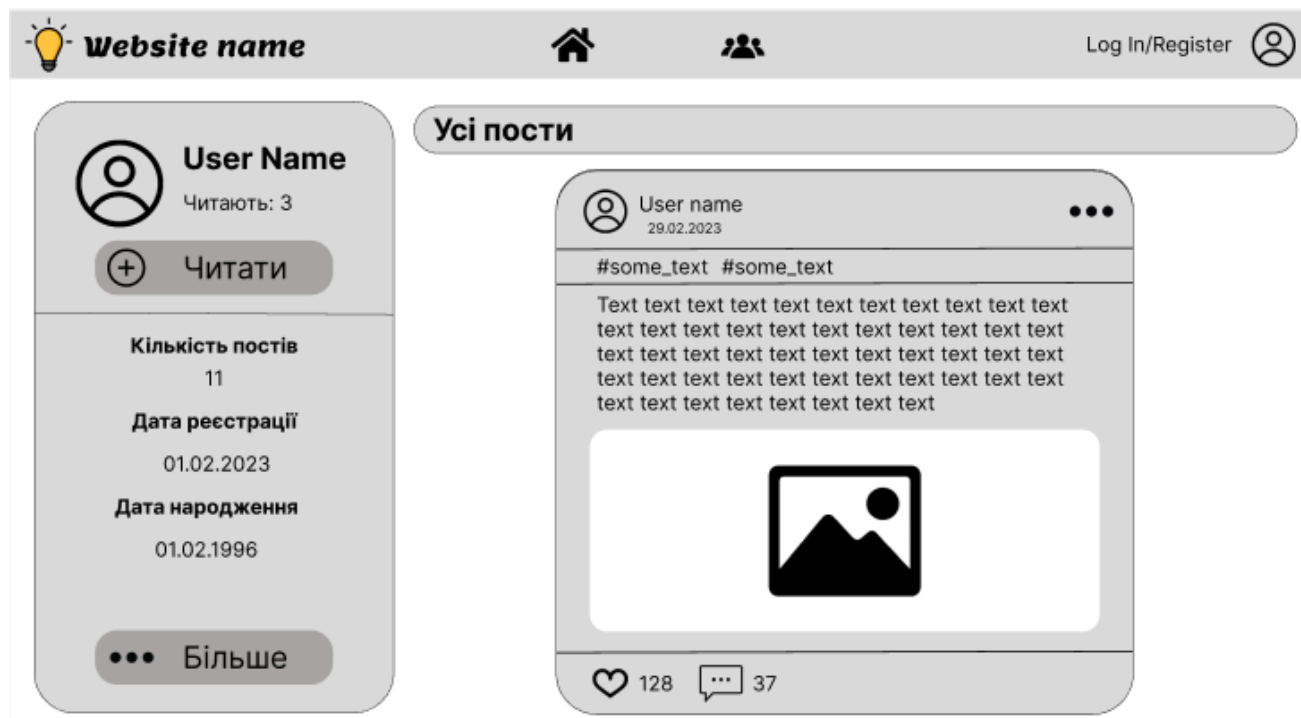 Website name
Log In/Register
User Name
Читають: 3
Читати
Кількість постів
11
Дата реєстрації
01.02.2023
Дата народження
01.02.1996
Більше
Усі пости
User name
29.02.2023
#some_text #some_text
Text text text text text text text text text text text
text text text text text text text text text text text
text text text text text text text text text text text
text text text text text text text text text text text
text text text text text text text text
128
37